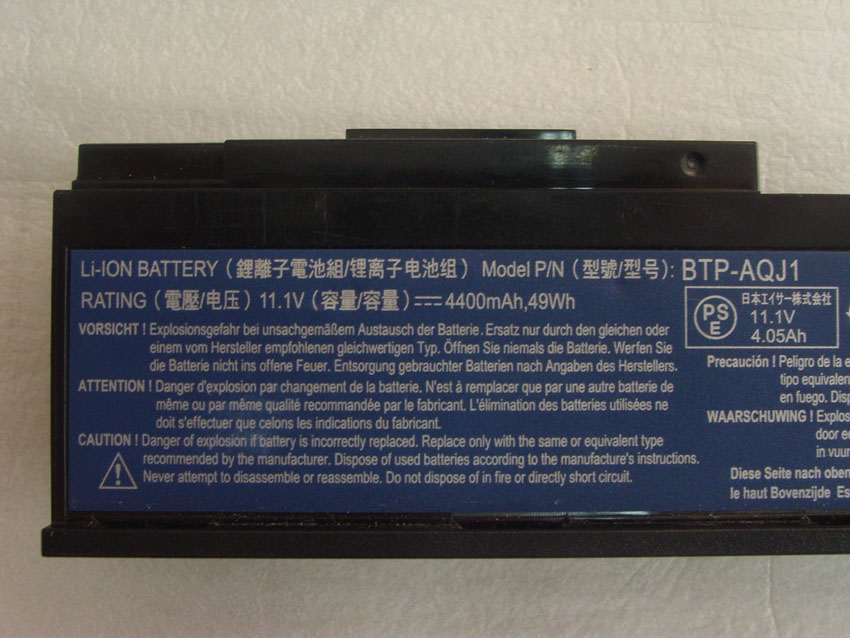 Li-ION BATTERY (鋰離子電池組/锂离子电池组) Model P/N (型號/型号): BTP-AQJ1
RATING (電壓/电压) 11.1V (容量/容量) 4400mAh,49Wh
PSE
日本エイサー株式会社
11.1V
4.05Ah
VORSICHT ! Explosionsgefahr bei unsachgemäßem Austausch der Batterie. Ersatz nur durch den gleichen oder
einem vom Hersteller empfohlenen gleichwertigen Typ. Öffnen Sie niemals die Batterie. Werfen Sie
die Batterie nicht ins offene Feuer. Entsorgung gebrauchter Batterien nach Angaben des Herstellers.
ATTENTION ! Danger d'explosion par changement de la batterie. N'est à remplacer que par une autre batterie de
même ou par même qualité recommandée par le fabricant. L'élimination des batteries utilisées ne
doit s'effectuer que celons les indications du fabricant.
CAUTION ! Danger of explosion if battery is incorrectly replaced. Replace only with the same or equivalent type
recommended by the manufacturer. Dispose of used batteries according to the manufacture's instructions.
Never attempt to disassemble or reassemble. Do not dispose of in fire or directly short circuit.
Precaución ! Peligro de la e
tipo equivalen
en fuego. Disp
WAARSCHUWING ! Explos
door ee
in vuur
Diese Seite nach oben
le haut Bovenzijde Es